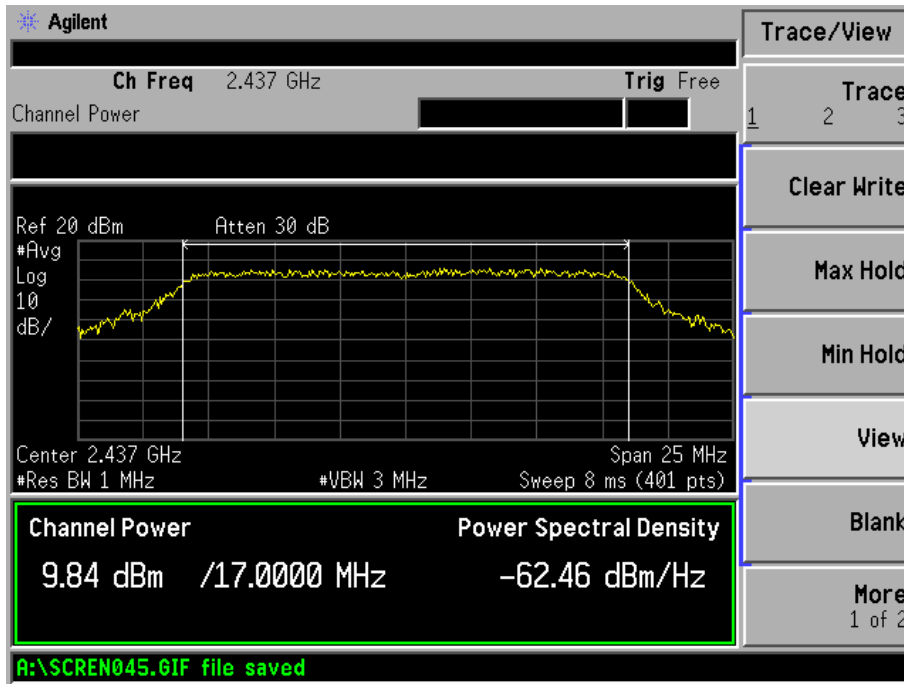 Agilent
Trace/View
Ch Freq 2.437 GHz Trig Free
Channel Power
Trace
1 2 3
Clear Write
Max Hold
Min Hold
View
Blank
More
1 of 2
Ref 20 dBm Atten 30 dB
#Avg
Log
10
dB/
Center 2.437 GHz Span 25 MHz
#Res BW 1 MHz #VBW 3 MHz Sweep 8 ms (401 pts)
Channel Power Power Spectral Density
9.84 dBm /17.0000 MHz -62.46 dBm/Hz
A:\SCREN045.GIF file saved